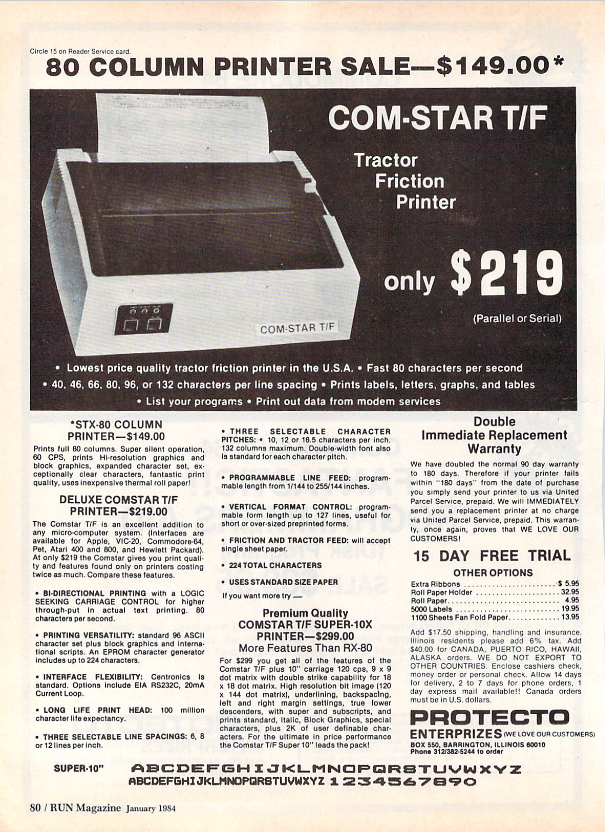 Circle 15 on Reader Service card.
80 COLUMN PRINTER SALE—$149.00*
COM-STAR T/F
Tractor
Friction
Printer
only $219
(Parallel or Serial)
COM-STAR T/F
• Lowest price quality tractor friction printer in the U.S.A. • Fast 80 characters per second
• 40, 46, 66, 80, 96, or 132 characters per line spacing • Prints labels, letters, graphs, and tables
• List your programs • Print out data from modem services
*STX-80 COLUMN
PRINTER—$149.00
Prints full 80 columns. Super silent operation,
60 CPS, prints Hi-resolution graphics and
block graphics, expanded character set, ex-
ceptionally clear characters, fantastic print
quality, uses inexpensive thermal roll paper!
DELUXE COMSTAR T/F
PRINTER—$219.00
The Comstar T/F is an excellent addition to
any micro-computer system. (Interfaces are
available for Apple, VIC-20, Commodore-64,
Pet, Atari 400 and 800, and Hewlett Packard).
At only $219 the Comstar gives you print quali-
ty and features found only on printers costing
twice as much. Compare these features.
• BI-DIRECTIONAL PRINTING with a LOGIC
SEEKING CARRIAGE CONTROL for higher
through-put in actual text printing. 80
characters per second.
• PRINTING VERSATILITY: standard 96 ASCII
character set plus block graphics and interna-
tional scripts. An EPROM character generator
includes up to 224 characters.
• INTERFACE FLEXIBILITY: Centronics is
standard. Options include EIA RS232C, 20mA
Current Loop.
• LONG LIFE PRINT HEAD: 100 million
character life expectancy.
• THREE SELECTABLE LINE SPACINGS: 6, 8
or 12 lines per inch.
• THREE SELECTABLE CHARACTER
PITCHES: • 10, 12 or 16.5 characters per inch.
132 columns maximum. Double-width font also
is standard for each character pitch.
• PROGRAMMABLE LINE FEED: program-
mable length from 1/144 to 255/144 inches.
• VERTICAL FORMAT CONTROL: program-
mable form length up to 127 lines, useful for
short or over-sized preprinted forms.
• FRICTION AND TRACTOR FEED: will accept
single sheet paper.
• 224 TOTAL CHARACTERS
• USES STANDARD SIZE PAPER
If you want more try —
Premium Quality
COMSTAR T/F SUPER-10X
PRINTER—$299.00
More Features Than RX-80
For $299 you get all of the features of the
Comstar T/F plus 10" carriage 120 cps, 9 x 9
dot matrix with double strike capability for 18
x 18 dot matrix. High resolution bit image (120
x 144 dot matrix), underlining, backspacing,
left and right margin settings, true lower
descenders, with super and subscripts, and
prints standard, Italic, Block Graphics, special
characters, plus 2K of user definable char-
acters. For the ultimate in price performance
the Comstar T/F Super 10" leads the pack!
Double
Immediate Replacement
Warranty
We have doubled the normal 90 day warranty
to 180 days. Therefore if your printer fails
within "180 days" from the date of purchase
you simply send your printer to us via United
Parcel Service, prepaid. We will IMMEDIATELY
send you a replacement printer at no charge
via United Parcel Service, prepaid. This warran-
ty, once again, proves that WE LOVE OUR
CUSTOMERS!
15 DAY FREE TRIAL
OTHER OPTIONS
Extra Ribbons ........................ $ 5.95
Roll Paper Holder ................... 32.95
Roll Paper ............................ 4.95
5000 Labels .......................... 19.95
1100 Sheets Fan Fold Paper ......... 13.95
Add $17.50 shipping, handling and insurance.
Illinois residents please add 6% tax. Add
$40.00 for CANADA, PUERTO RICO, HAWAII,
ALASKA orders. WE DO NOT EXPORT TO
OTHER COUNTRIES. Enclose cashiers check,
money order or personal check. Allow 14 days
for delivery, 2 to 7 days for phone orders, 1
day express mail available!! Canada orders
must be in U.S. dollars.
PROTECTO
ENTERPRIZES (WE LOVE OUR CUSTOMERS)
BOX 550, BARRINGTON, ILLINOIS 60010
Phone 312/382-5244 to order
SUPER-10" ABCDEFGHIJKLMNOPQRSTUVWXYZ
ABCDEFGHIJKLMNOPQRSTUVWXYZ 1234567890
80 / RUN Magazine January 1984